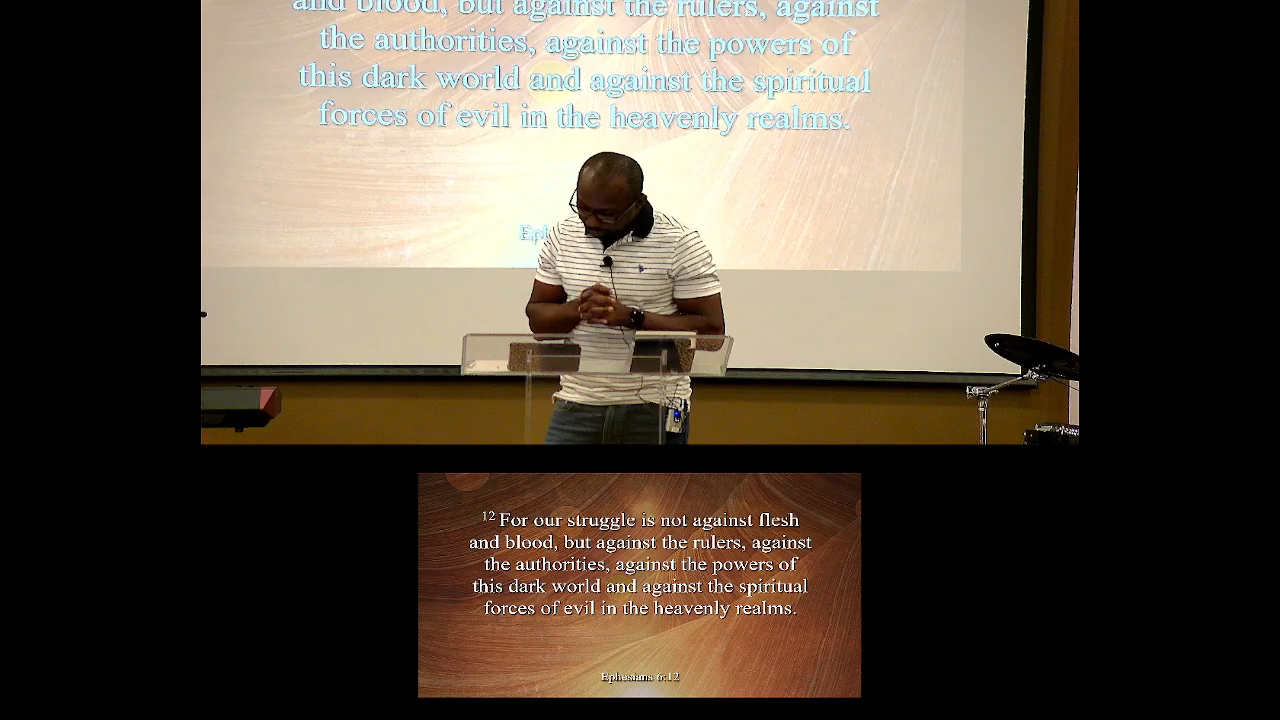 and blood, but against the rulers, against
the authorities, against the powers of
this dark world and against the spiritual
forces of evil in the heavenly realms.
12 For our struggle is not against flesh
and blood, but against the rulers, against
the authorities, against the powers of
this dark world and against the spiritual
forces of evil in the heavenly realms.
Ephesians 6:12